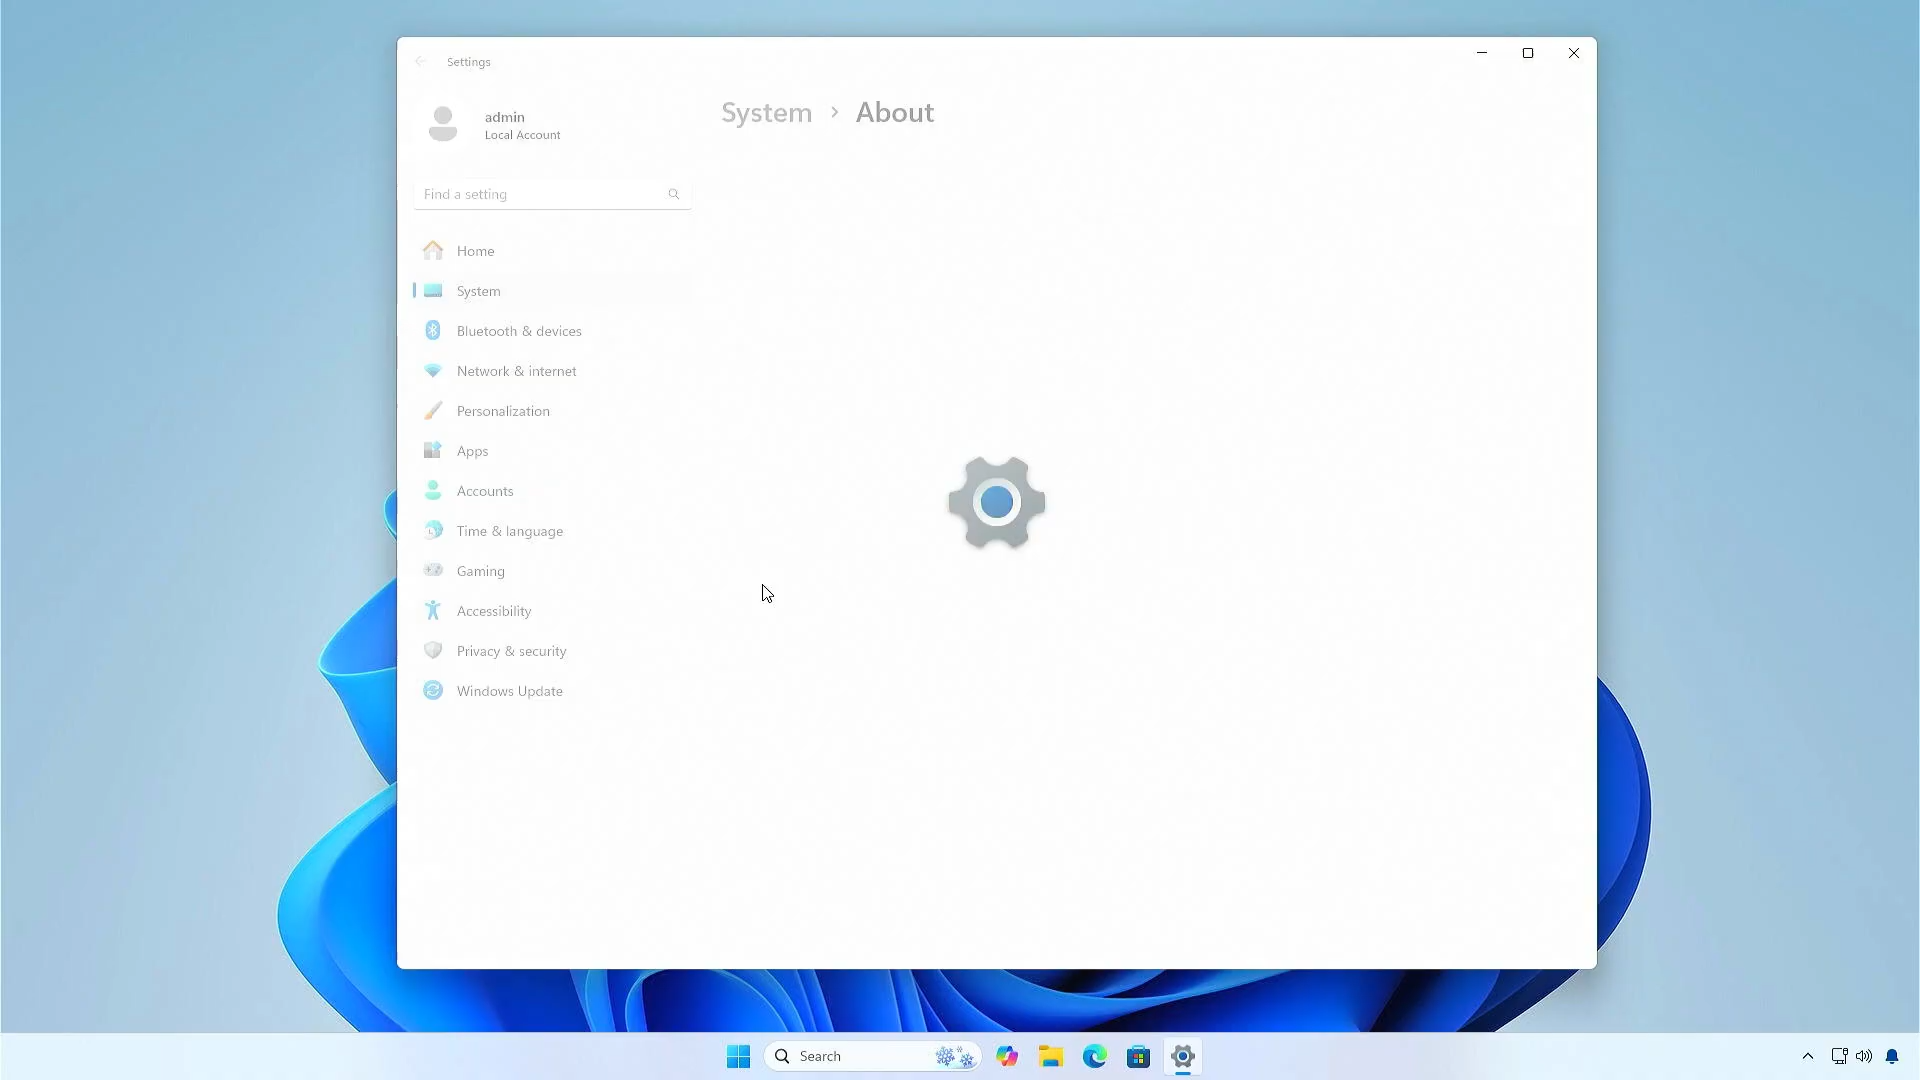 Settings
admin
Local Account
System > About
Find a setting
Home
System
Bluetooth & devices
Network & internet
Personalization
Apps
Accounts
Time & language
Gaming
Accessibility
Privacy & security
Windows Update
Search